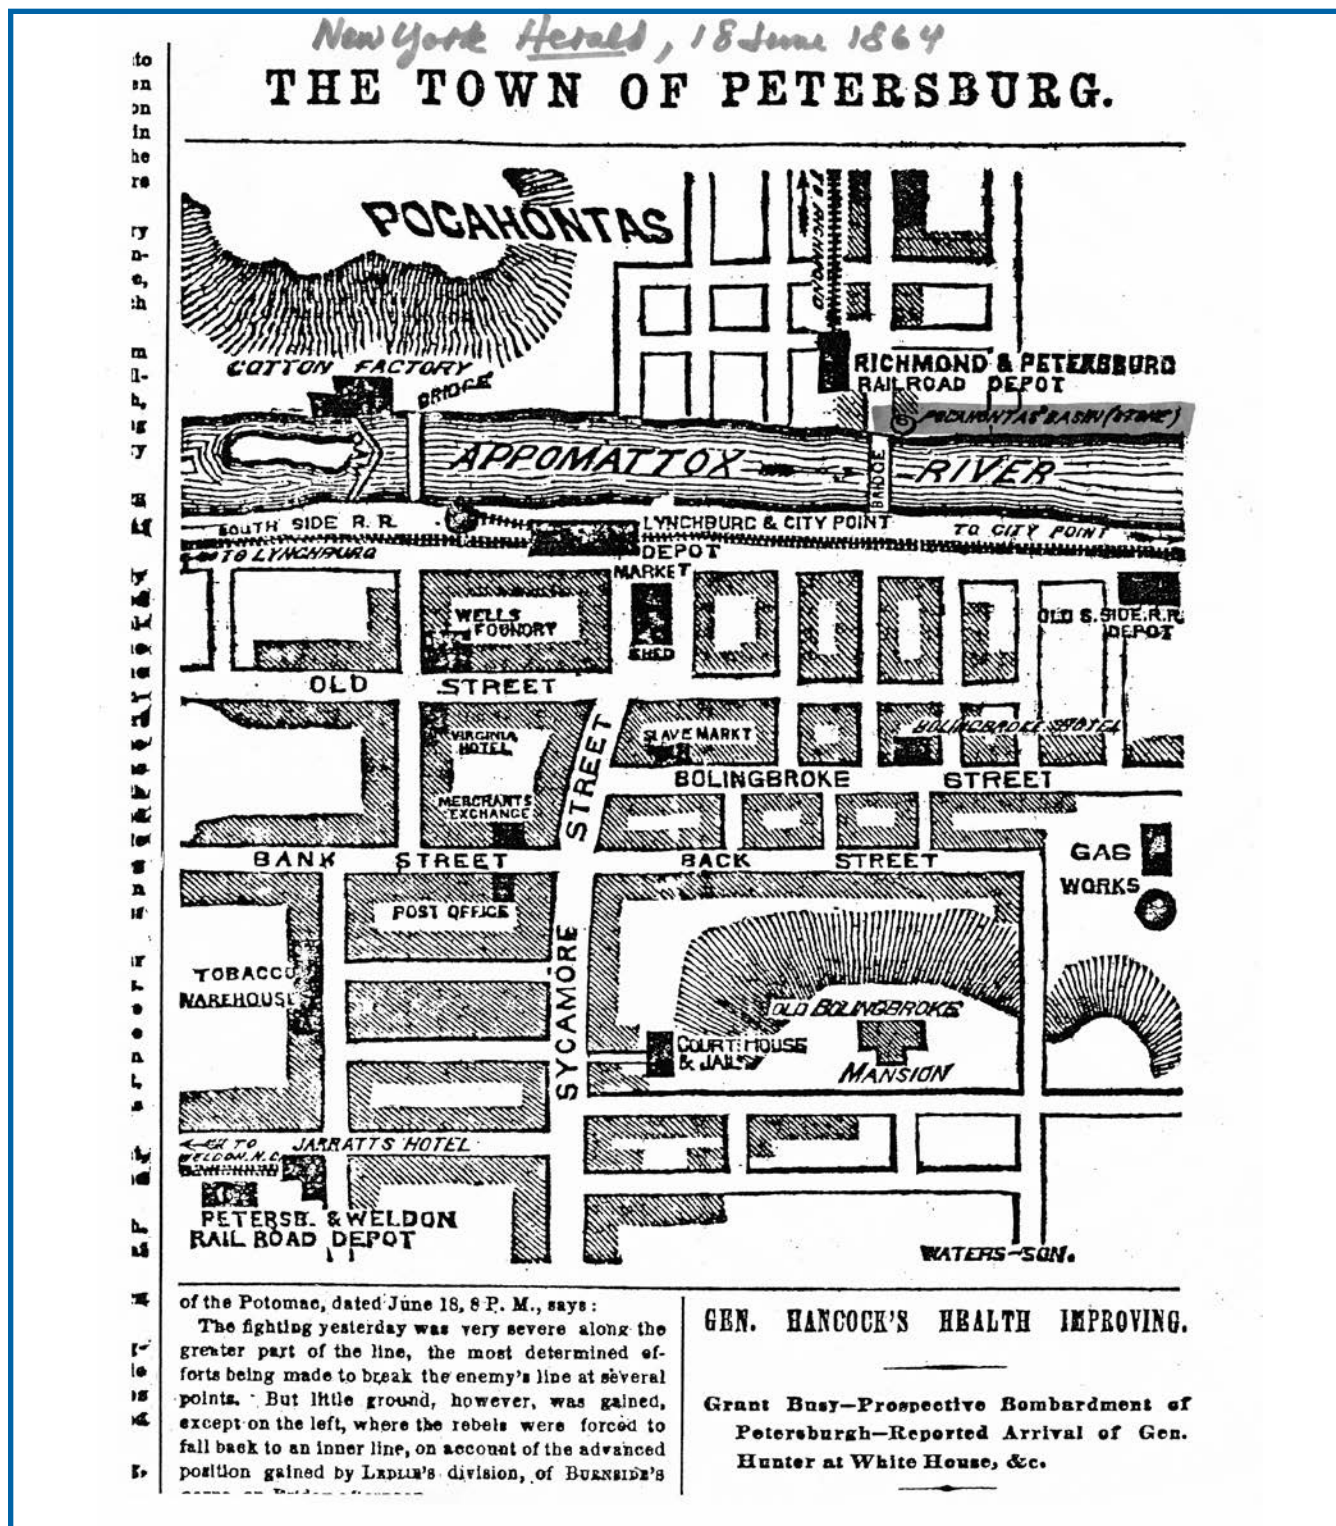 New York Herald, 18 June 1864
THE TOWN OF PETERSBURG.
POCAHONTAS
TO RICHMOND
COTTON FACTORY
BRIDGE
RICHMOND & PETERSBURG
RAILROAD DEPOT
POCAHONTAS BASIN (STONE)
APPOMATTOX
RIVER
BRIDGE
SOUTH SIDE R. R.
TO LYNCHBURG
LYNCHBURG & CITY POINT
DEPOT
TO CITY POINT
MARKET
SHED
WELLS
FOUNDRY
OLD S. SIDE. R.R.
DEPOT
OLD STREET
VIRGINIA
HOTEL
SLAVE MARKT
BOLINGBROKE HOTEL
BOLINGBROKE STREET
MERCHANTS
EXCHANGE
SYCAMORE STREET
BANK STREET
BACK STREET
GAS
WORKS
POST OFFICE
TOBACCO
WAREHOUSE
OLD BOLINGBROKE
MANSION
COURT HOUSE
& JAIL
TO
WELDON. N.C.
JARRATTS HOTEL
PETERSB. & WELDON
RAIL ROAD DEPOT
WATERS-SON.
of the Potomac, dated June 18, 8 P. M., says:
The fighting yesterday was very severe along the
greater part of the line, the most determined ef-
forts being made to break the enemy's line at several
points. But little ground, however, was gained,
except on the left, where the rebels were forced to
fall back to an inner line, on account of the advanced
position gained by LEDLIE'S division, of BURNSIDE'S
GEN. HANCOCK'S HEALTH IMPROVING.
Grant Busy—Prospective Bombardment of
Petersburgh—Reported Arrival of Gen.
Hunter at White House, &c.